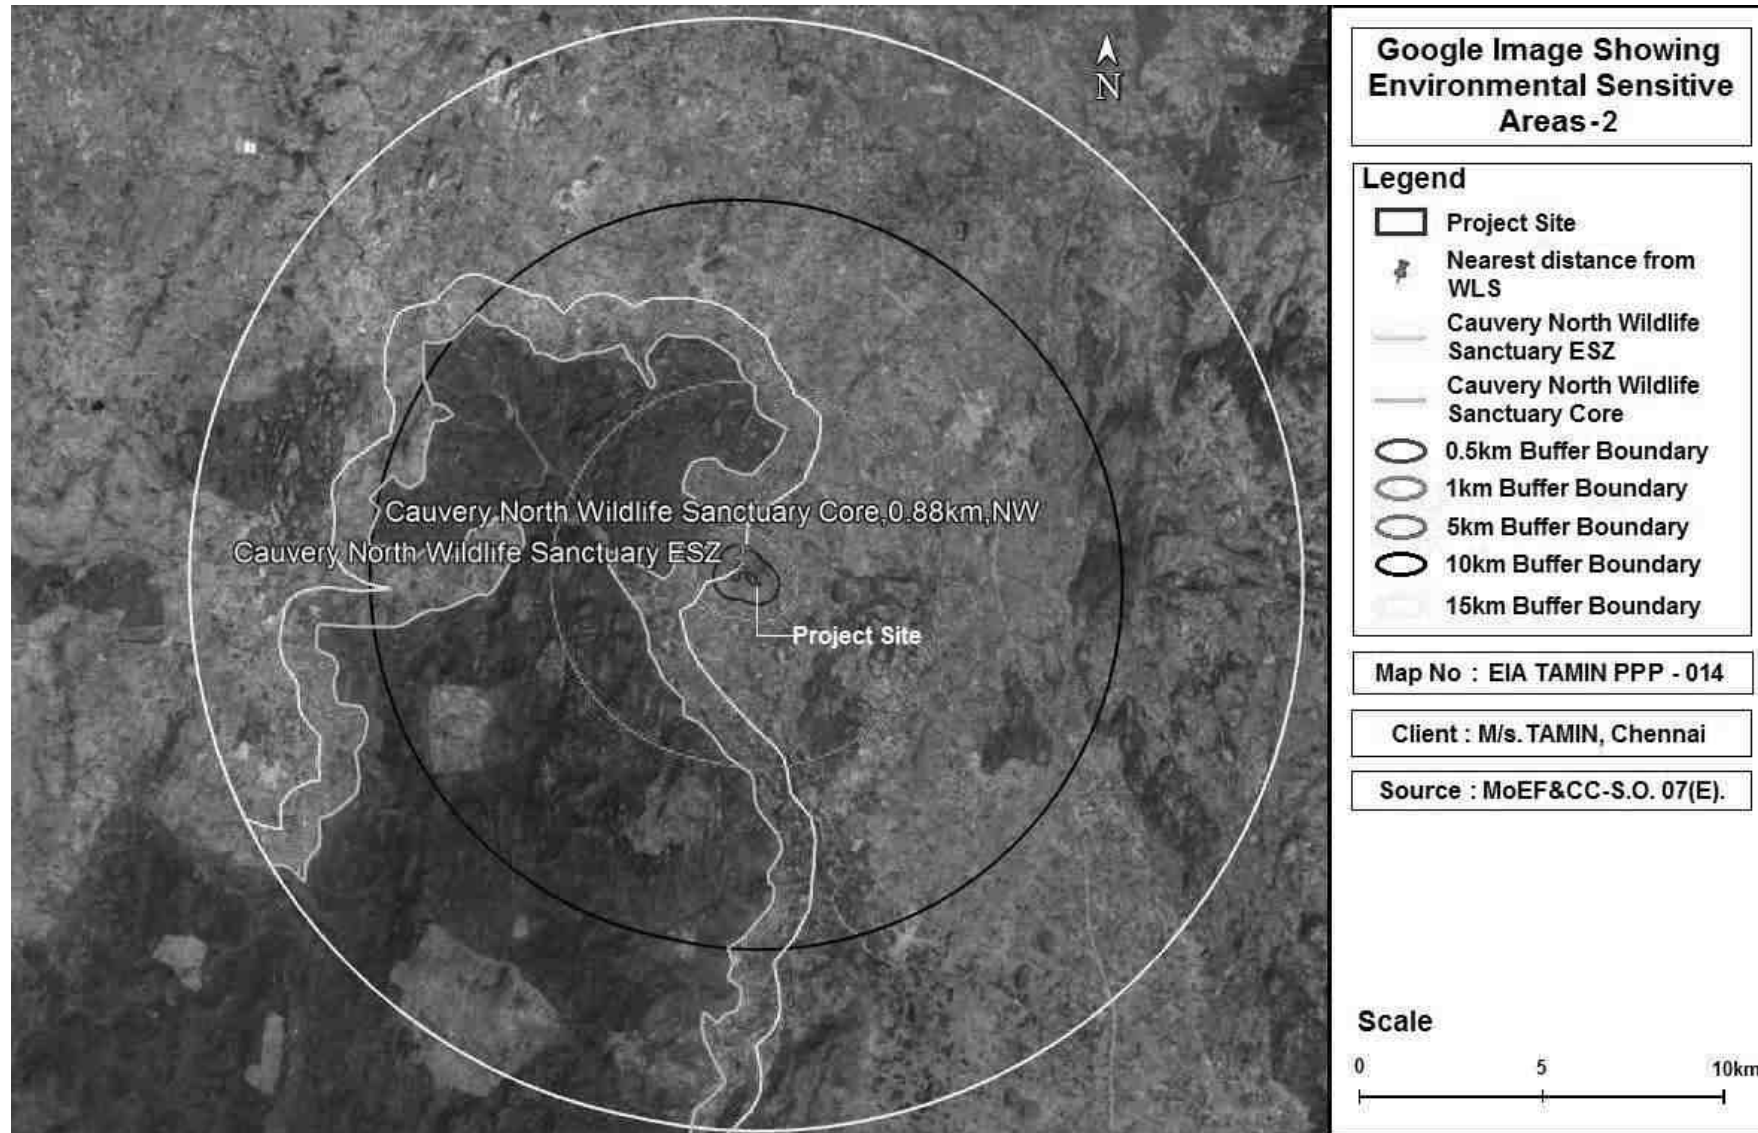 N
Cauvery North Wildlife Sanctuary Core,0.88km,NW
Cauvery North Wildlife Sanctuary ESZ
Project Site
Google Image Showing
Environmental Sensitive
Areas-2
Legend
Project Site
Nearest distance from
WLS
Cauvery North Wildlife
Sanctuary ESZ
Cauvery North Wildlife
Sanctuary Core
0.5km Buffer Boundary
1km Buffer Boundary
5km Buffer Boundary
10km Buffer Boundary
15km Buffer Boundary
Map No : EIA TAMIN PPP - 014
Client : M/s. TAMIN, Chennai
Source : MoEF&CC-S.O. 07(E).
Scale
0 5 10km